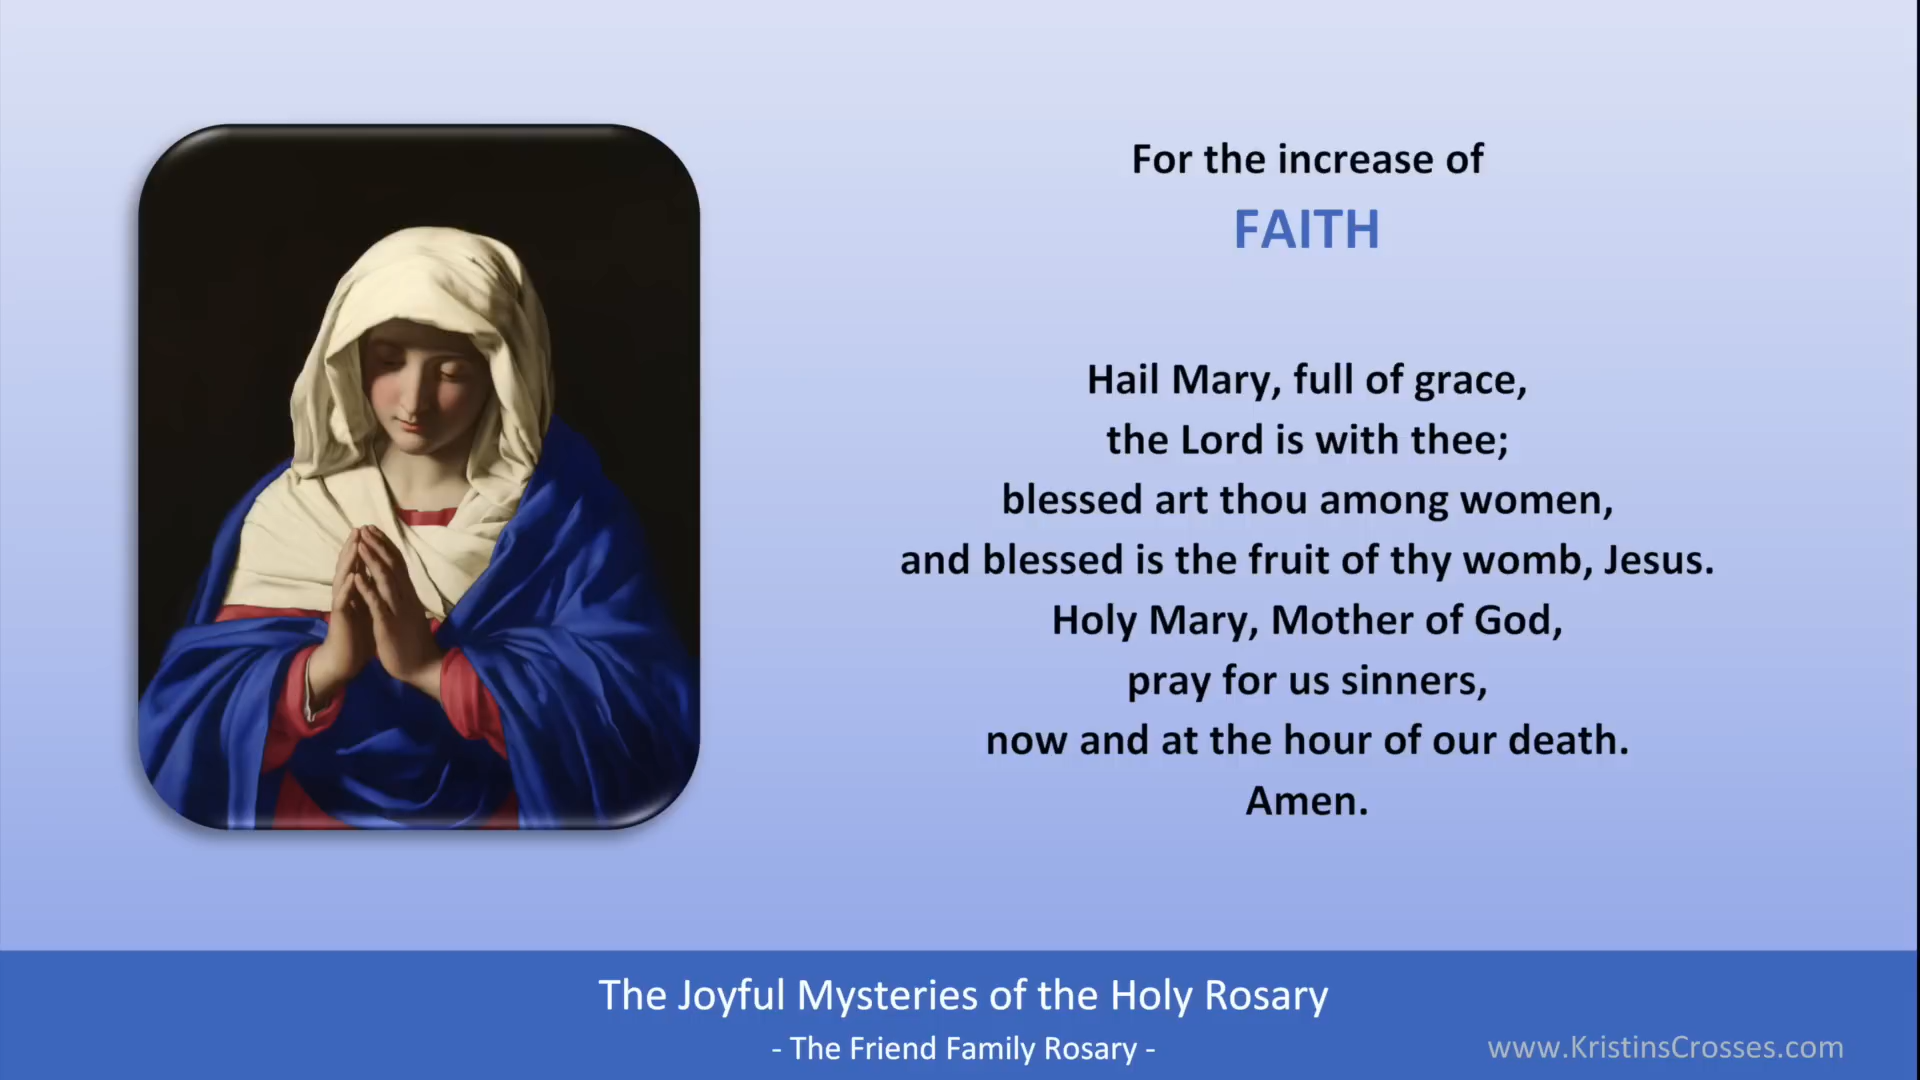 For the increase of
FAITH
Hail Mary, full of grace,
the Lord is with thee;
blessed art thou among women,
and blessed is the fruit of thy womb, Jesus.
Holy Mary, Mother of God,
pray for us sinners,
now and at the hour of our death.
Amen.
The Joyful Mysteries of the Holy Rosary
- The Friend Family Rosary -
www.KristinsCrosses.com